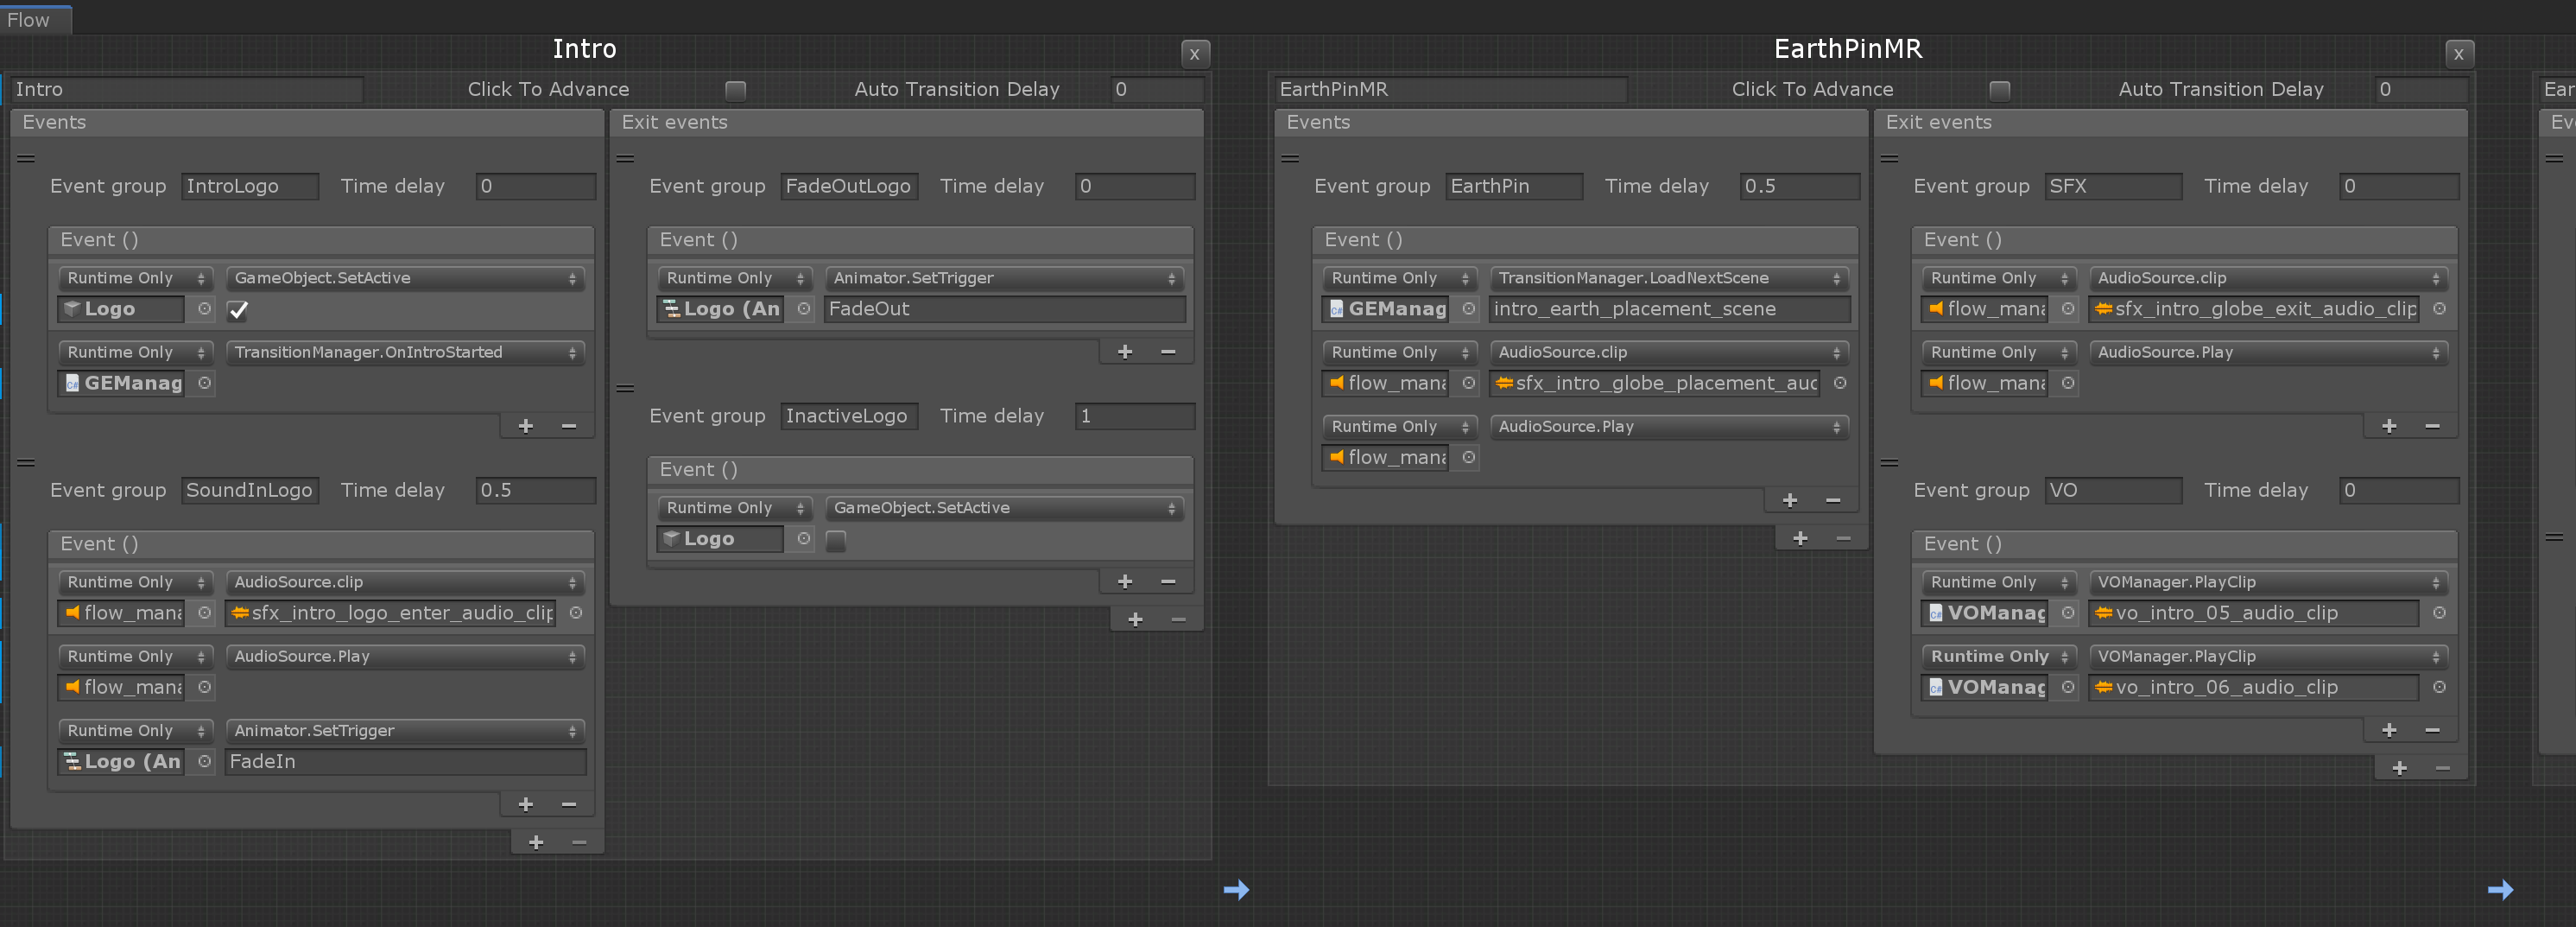 Flow
Intro
x
Intro
Click To Advance
Auto Transition Delay
0
Events
Event group
IntroLogo
Time delay
0
Event ()
Runtime Only
GameObject.SetActive
Logo
Runtime Only
TransitionManager.OnIntroStarted
GEManag
+ −
Event group
SoundInLogo
Time delay
0.5
Event ()
Runtime Only
AudioSource.clip
flow_mana
sfx_intro_logo_enter_audio_clip
Runtime Only
AudioSource.Play
flow_mana
Runtime Only
Animator.SetTrigger
Logo (An
FadeIn
+ −
+ −
Exit events
Event group
FadeOutLogo
Time delay
0
Event ()
Runtime Only
Animator.SetTrigger
Logo (An
FadeOut
+ −
Event group
InactiveLogo
Time delay
1
Event ()
Runtime Only
GameObject.SetActive
Logo
+ −
+ −
EarthPinMR
x
EarthPinMR
Click To Advance
Auto Transition Delay
0
Events
Event group
EarthPin
Time delay
0.5
Event ()
Runtime Only
TransitionManager.LoadNextScene
GEManag
intro_earth_placement_scene
Runtime Only
AudioSource.clip
flow_mana
sfx_intro_globe_placement_auc
Runtime Only
AudioSource.Play
flow_mana
+ −
+ −
Exit events
Event group
SFX
Time delay
0
Event ()
Runtime Only
AudioSource.clip
flow_mana
sfx_intro_globe_exit_audio_clip
Runtime Only
AudioSource.Play
flow_mana
+ −
Event group
VO
Time delay
0
Event ()
Runtime Only
VOManager.PlayClip
VOManag
vo_intro_05_audio_clip
Runtime Only
VOManager.PlayClip
VOManag
vo_intro_06_audio_clip
+ −
+ −
Ear
Ev